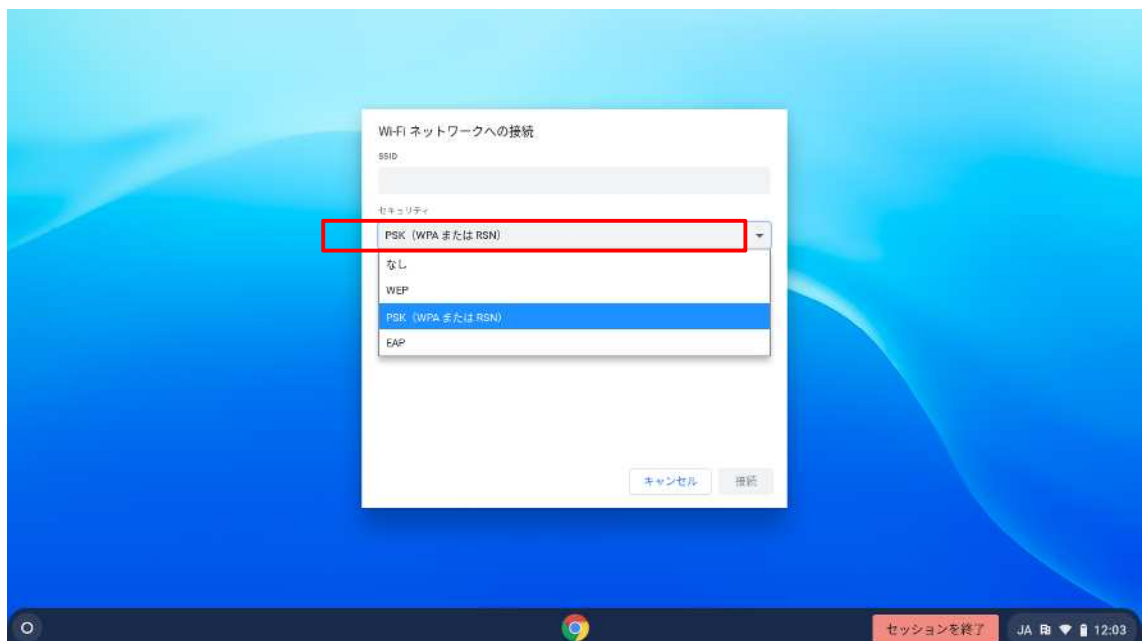 Wi-Fi ネットワークへの接続
SSID
セキュリティ
PSK（WPA または RSN）
なし
WEP
PSK（WPA または RSN）
EAP
キャンセル 接続
セッションを終了 JA 12:03